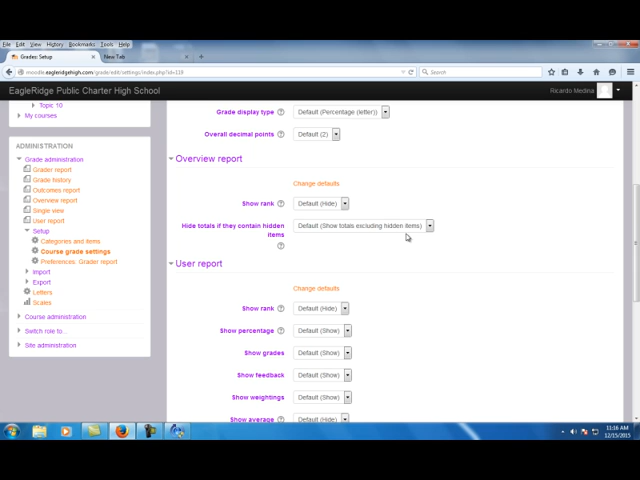 File Edit View History Bookmarks Tools Help
Grades: Setup
New Tab
moodle.eagleridgehigh.com/grade/edit/settings/index.php?id=119
Search
EagleRidge Public Charter High School
Ricardo Medina
Topic 10
My courses
ADMINISTRATION
Grade administration
Grader report
Grade history
Outcomes report
Overview report
Single view
User report
Setup
Categories and items
Course grade settings
Preferences: Grader report
Import
Export
Letters
Scales
Course administration
Switch role to...
Site administration
Grade display type Default (Percentage (letter))
Overall decimal points Default (2)
Overview report
Change defaults
Show rank Default (Hide)
Hide totals if they contain hidden items Default (Show totals excluding hidden items)
User report
Change defaults
Show rank Default (Hide)
Show percentage Default (Show)
Show grades Default (Show)
Show feedback Default (Show)
Show weightings Default (Show)
Show average Default (Hide)
11:16 AM
12/15/2015